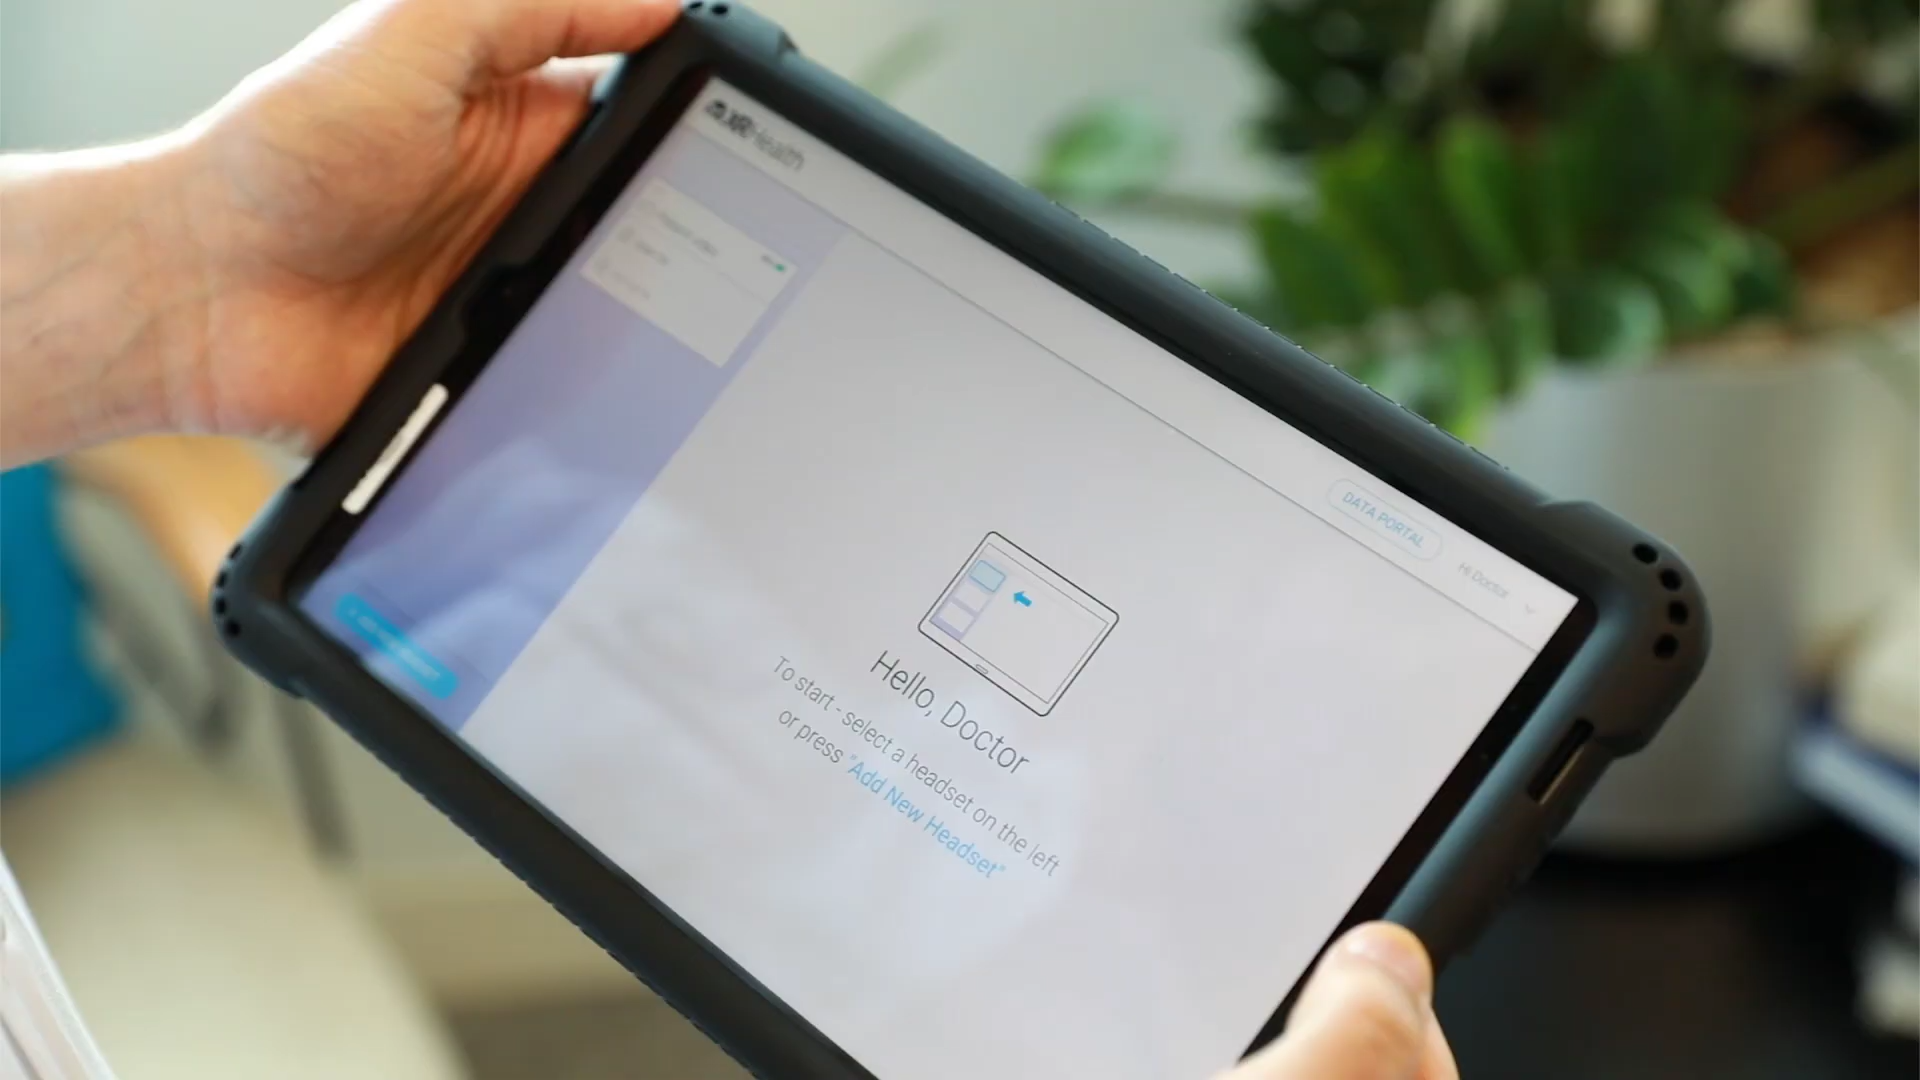 XRHealth
DATA PORTAL
Hi Doctor
Hello, Doctor
To start - select a headset on the left
or press "Add New Headset"